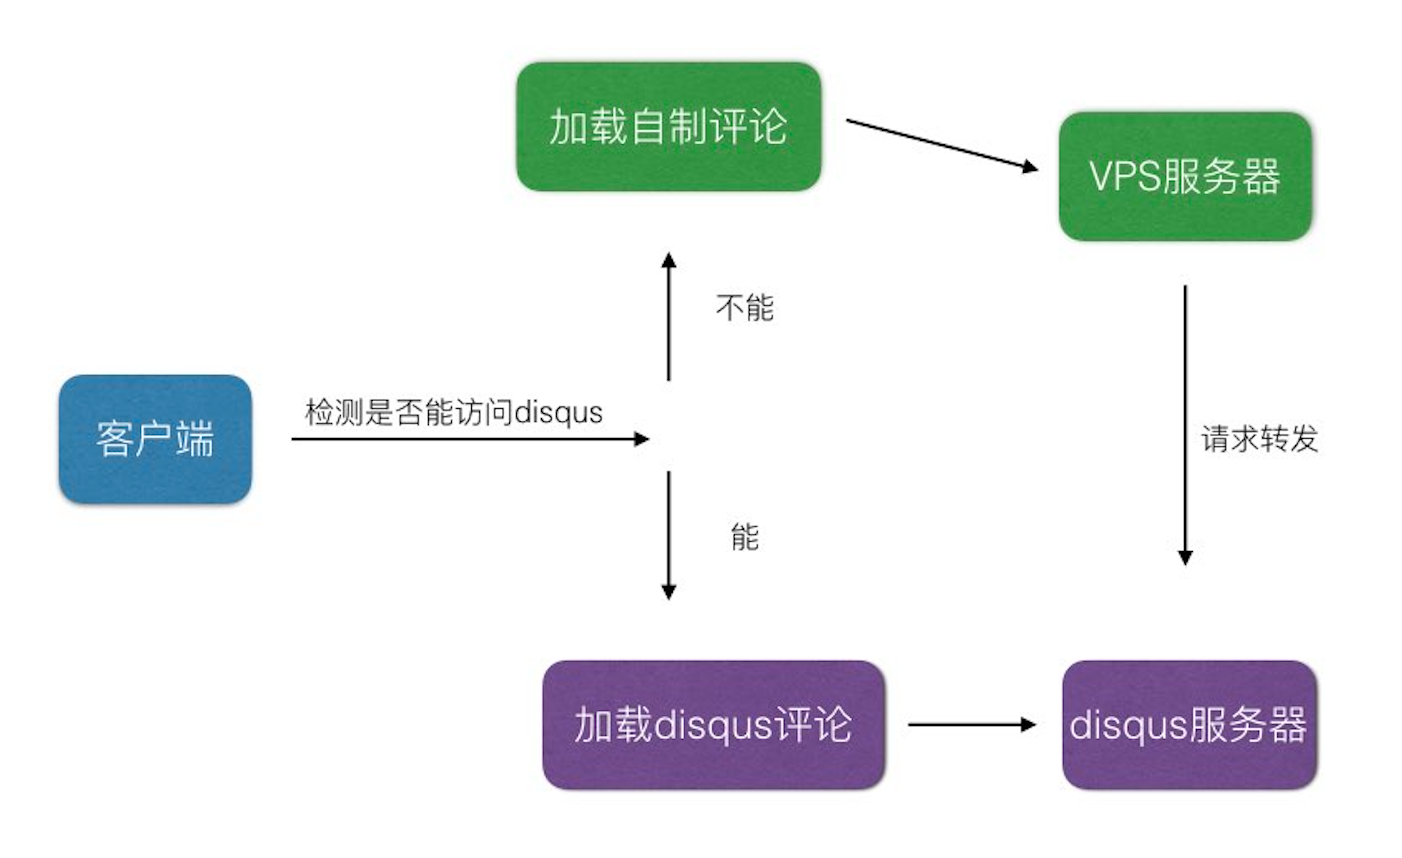 加载自制评论
VPS服务器
不能
检测是否能访问disqus
客户端
请求转发
能
加载disqus评论
disqus服务器